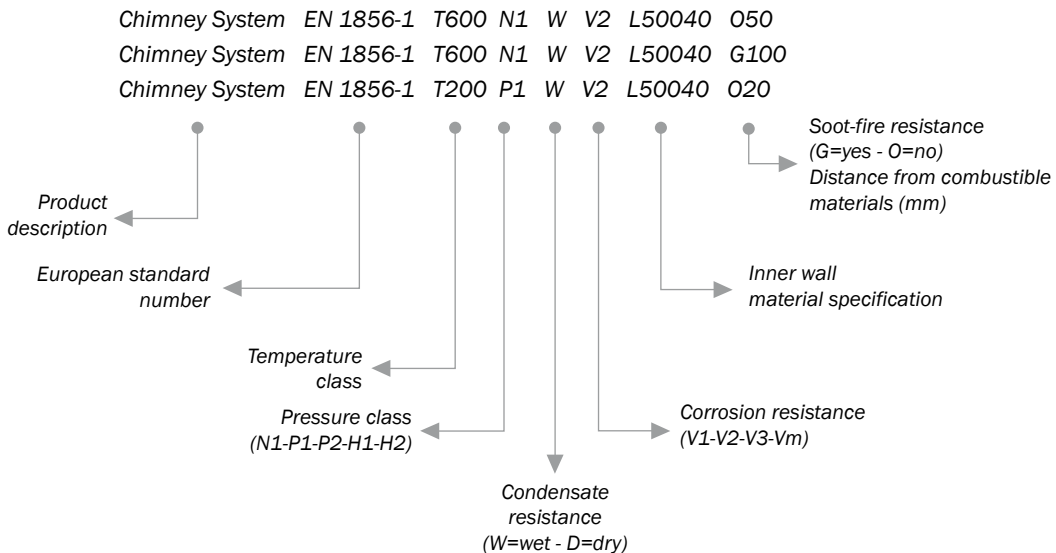 Chimney System EN 1856-1 T600 N1 W V2 L50040 O50
Chimney System EN 1856-1 T600 N1 W V2 L50040 G100
Chimney System EN 1856-1 T200 P1 W V2 L50040 O20
Soot-fire resistance
(G=yes - O=no)
Distance from combustible
materials (mm)
Product
description
European standard
number
Inner wall
material specification
Temperature
class
Pressure class
(N1-P1-P2-H1-H2)
Corrosion resistance
(V1-V2-V3-Vm)
Condensate
resistance
(W=wet - D=dry)